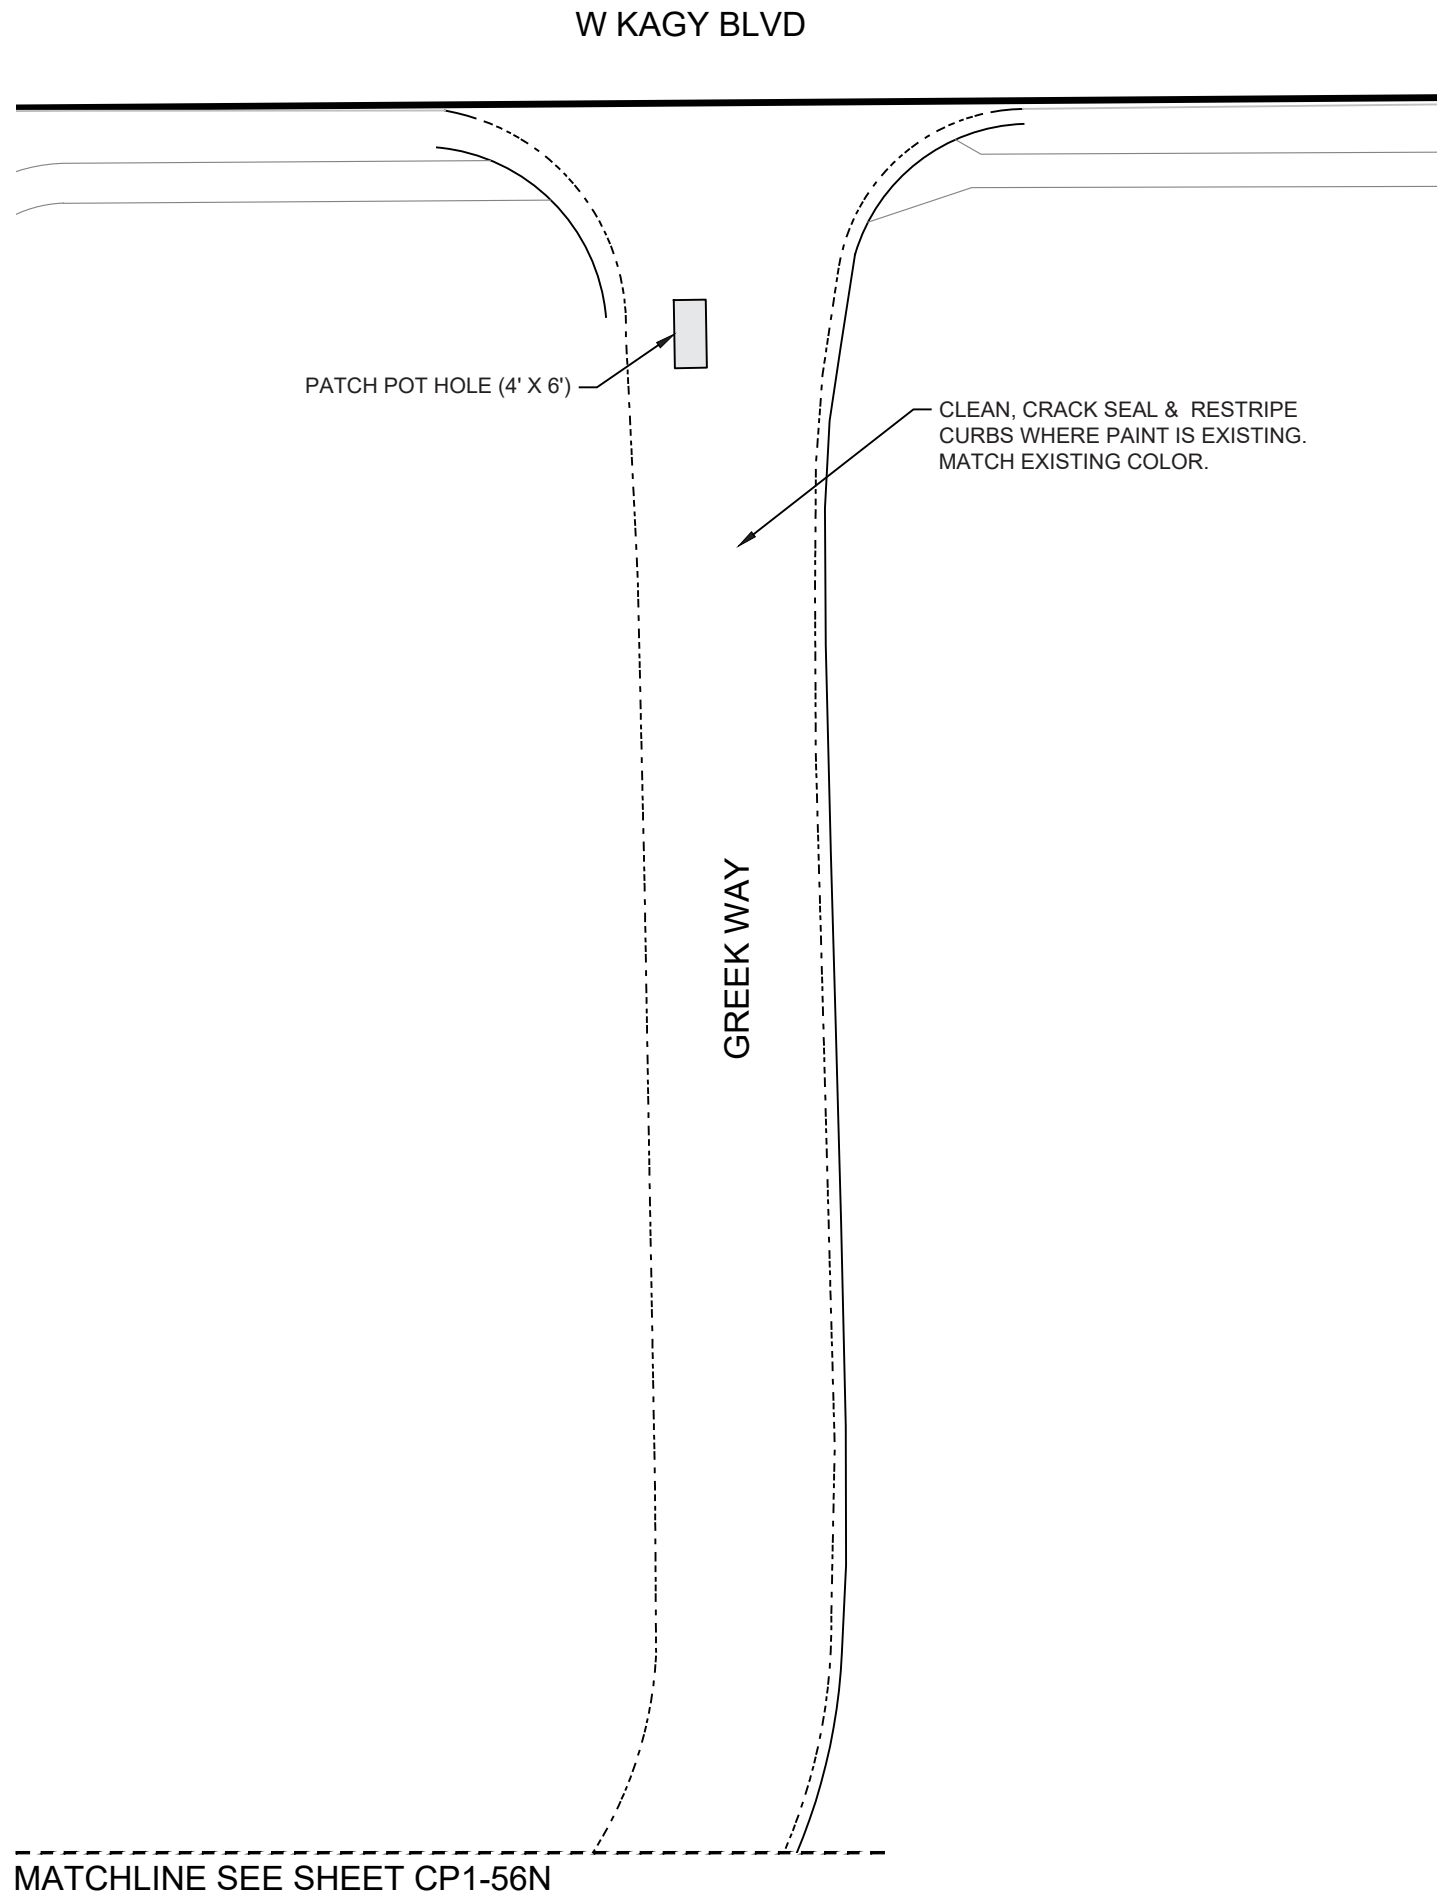 W KAGY BLVD
PATCH POT HOLE (4' X 6')
CLEAN, CRACK SEAL &  RESTRIPE
CURBS WHERE PAINT IS EXISTING.
MATCH EXISTING COLOR.
GREEK WAY
MATCHLINE SEE SHEET CP1-56N